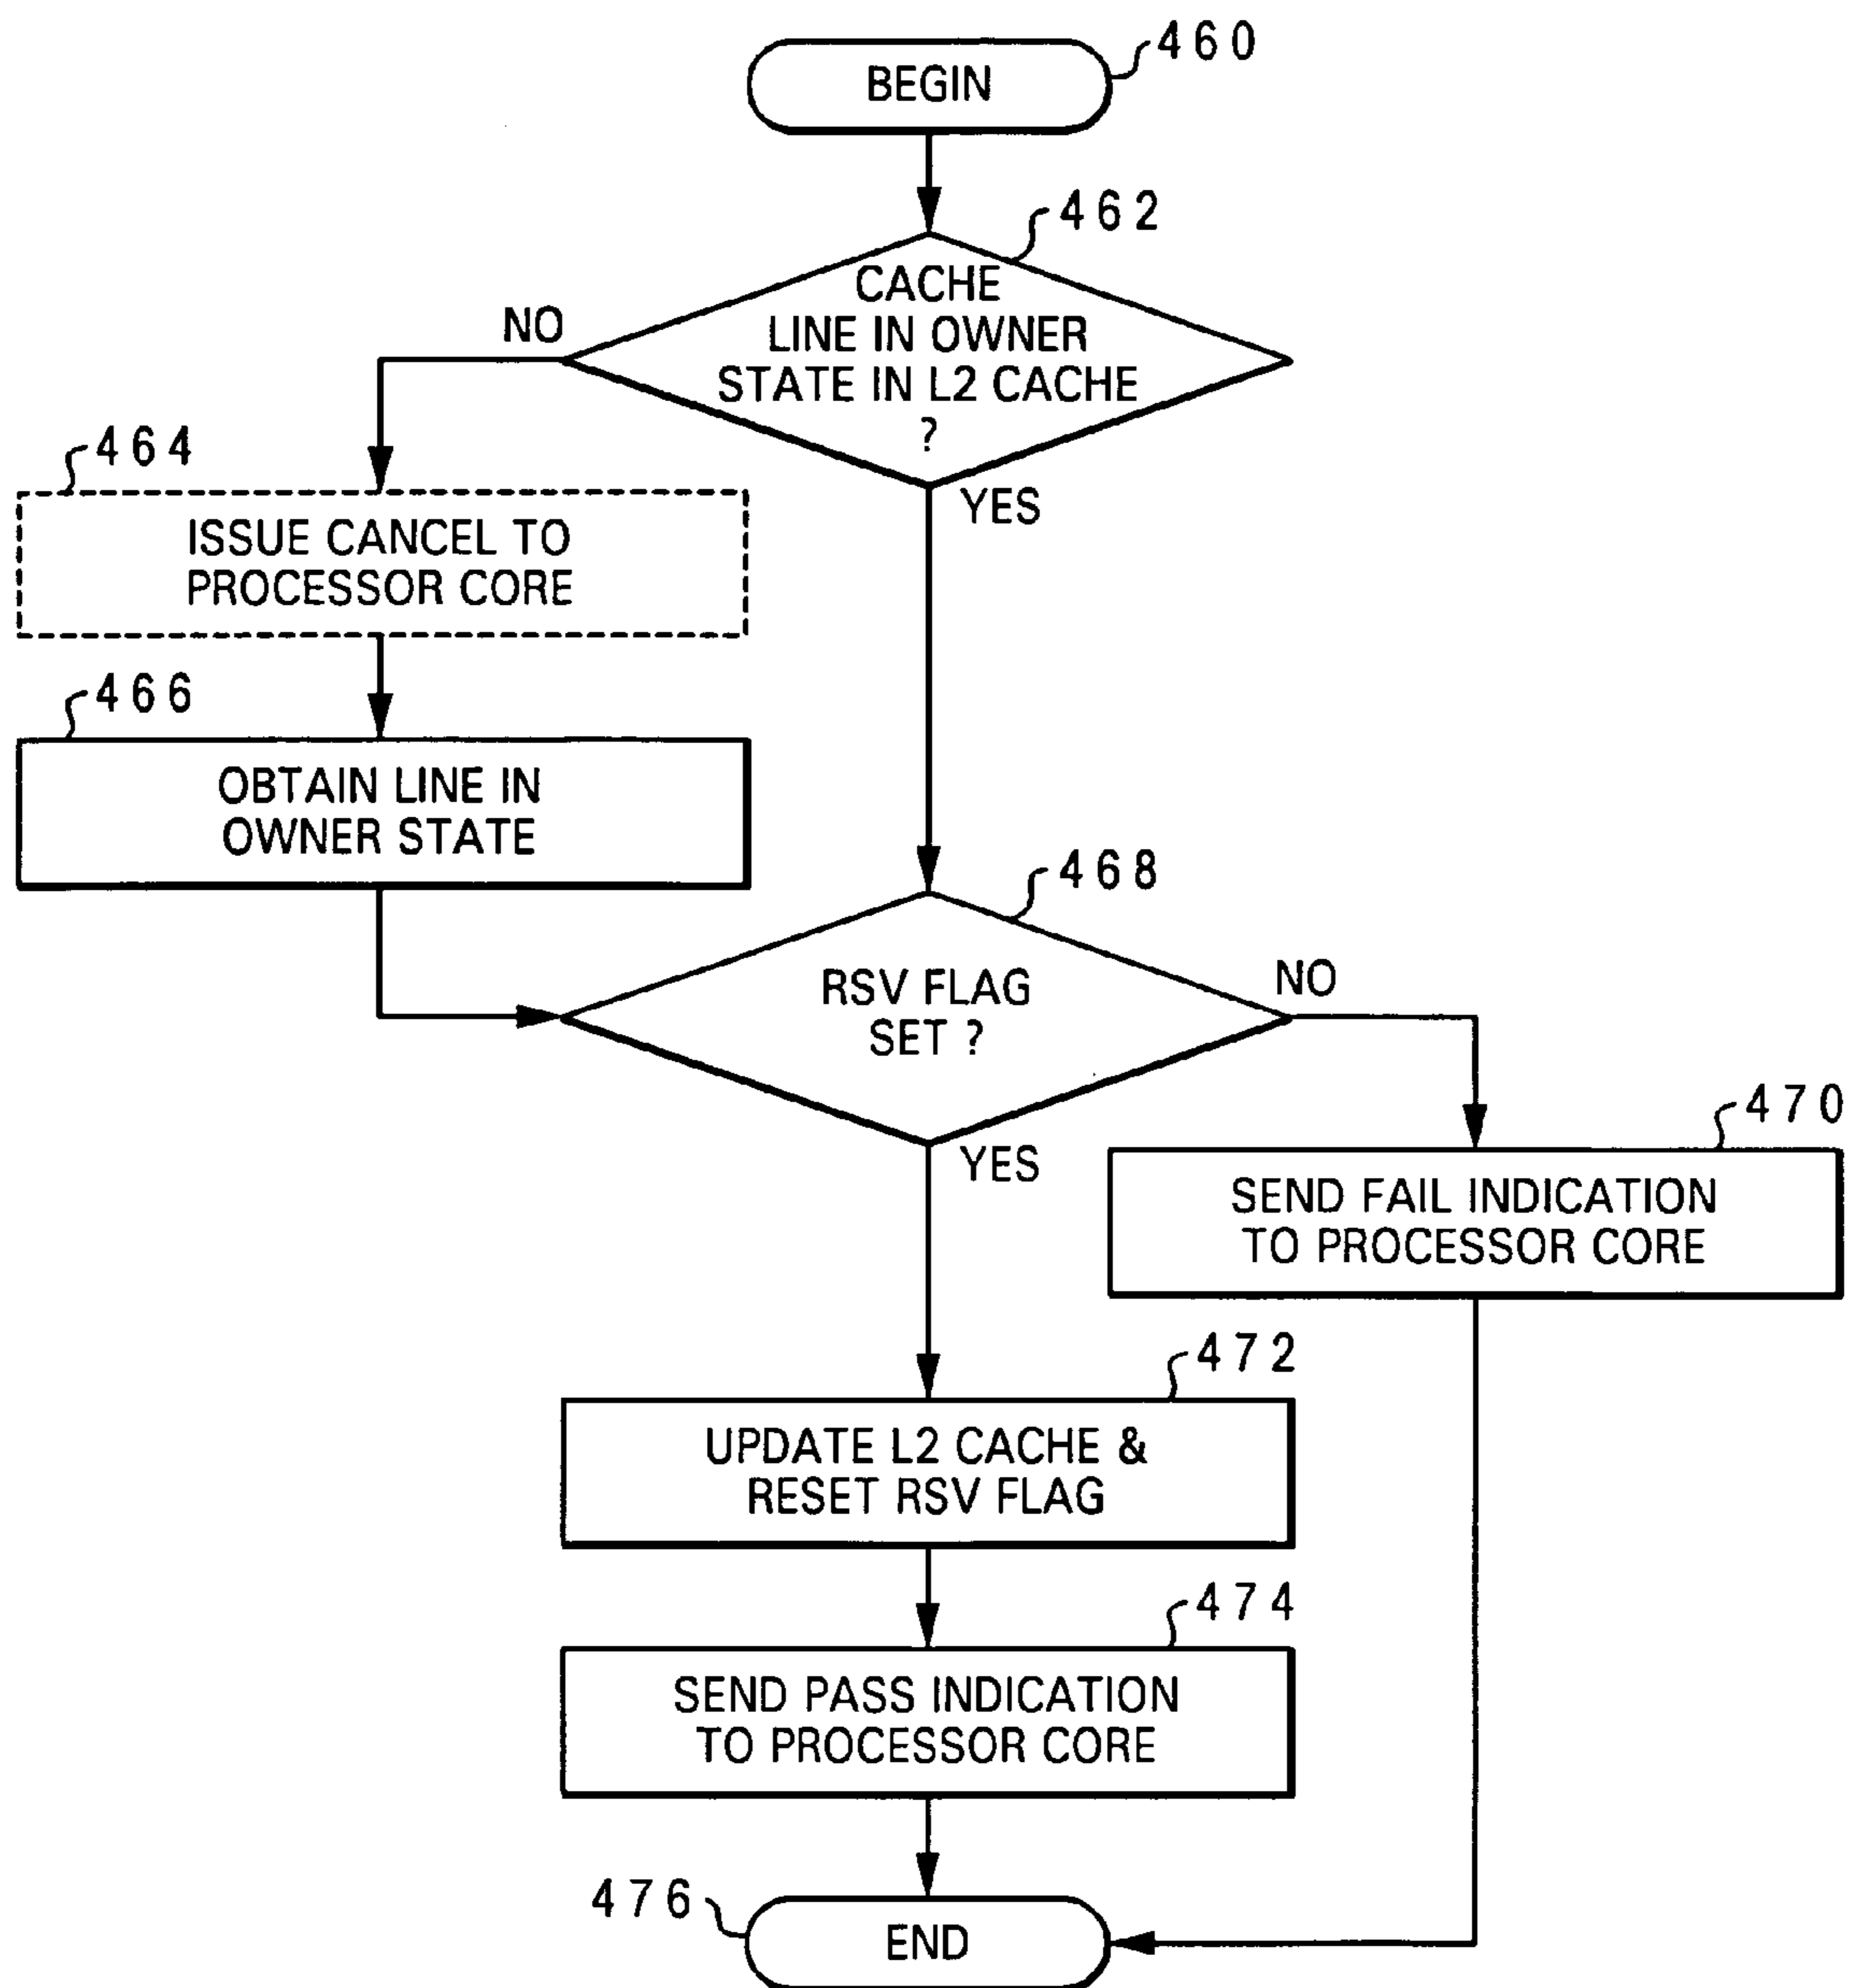 460
BEGIN
462
CACHE
LINE IN OWNER
STATE IN L2 CACHE
?
NO
YES
464
ISSUE CANCEL TO
PROCESSOR CORE
466
OBTAIN LINE IN
OWNER STATE
468
RSV FLAG
SET ?
NO
YES
470
SEND FAIL INDICATION
TO PROCESSOR CORE
472
UPDATE L2 CACHE &
RESET RSV FLAG
474
SEND PASS INDICATION
TO PROCESSOR CORE
476
END